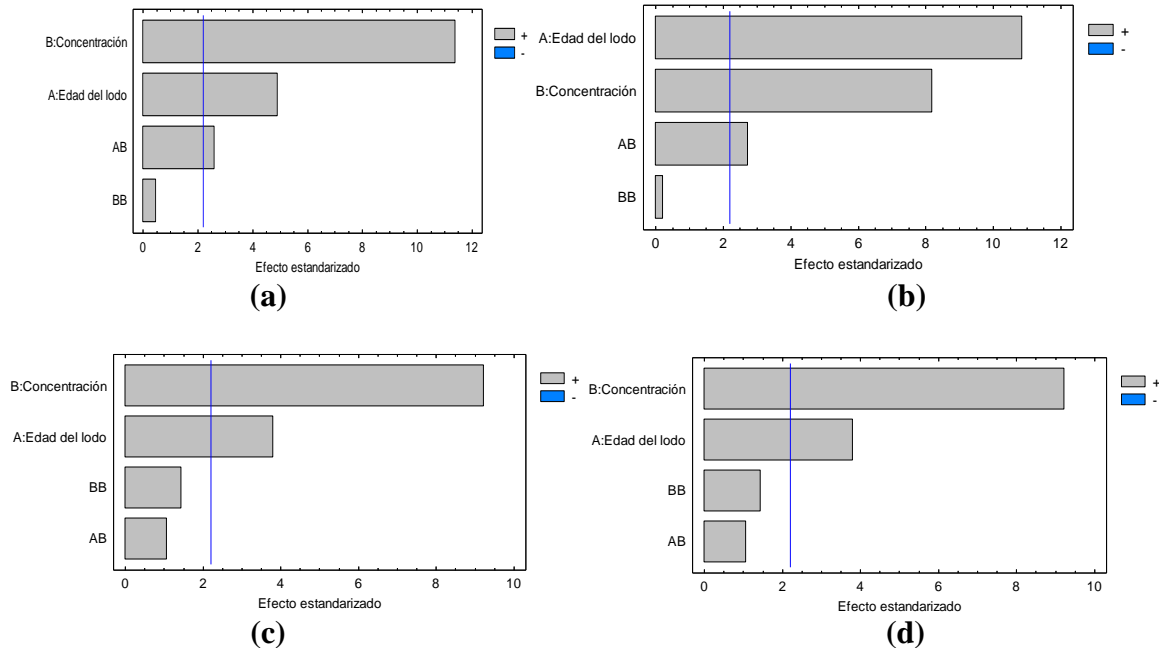 B:Concentración
A:Edad del lodo
AB
BB
+
-
0 2 4 6 8 10 12
Efecto estandarizado
(a)
A:Edad del lodo
B:Concentración
AB
BB
+
-
0 2 4 6 8 10 12
Efecto estandarizado
(b)
B:Concentración
A:Edad del lodo
BB
AB
+
-
0 2 4 6 8 10
Efecto estandarizado
(c)
B:Concentración
A:Edad del lodo
BB
AB
+
-
0 2 4 6 8 10
Efecto estandarizado
(d)